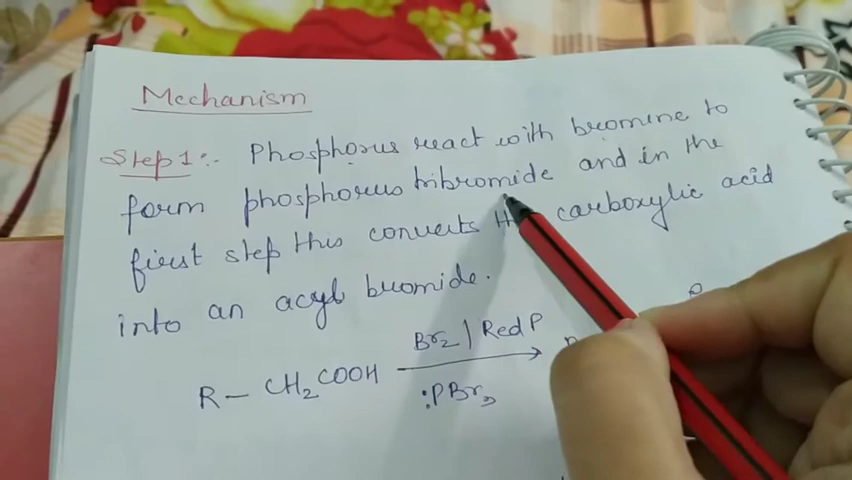 Mechanism
Step 1:- Phosphorus react with bromine to
form phosphorus tribromide and in the
first step this converts carboxylic acid
into an acyl bromide.
R – CH2COOH Br2 | Red P
:PBr3